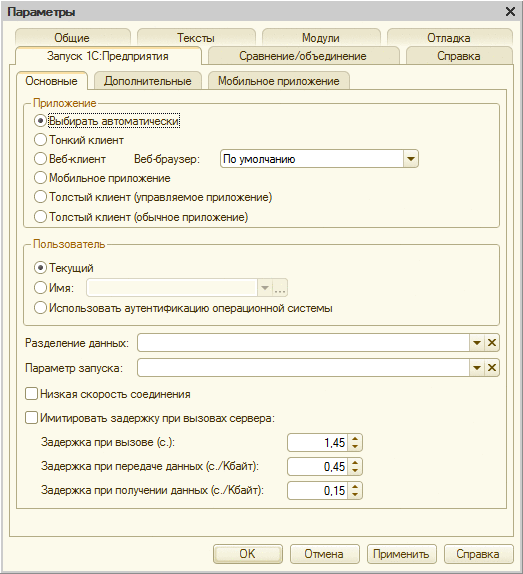 Параметры
Общие Тексты Модули Отладка
Запуск 1С:Предприятия Сравнение/объединение Справка
Основные Дополнительные Мобильное приложение
Приложение
Выбирать автоматически
Тонкий клиент
Веб-клиент Веб-браузер: По умолчанию
Мобильное приложение
Толстый клиент (управляемое приложение)
Толстый клиент (обычное приложение)
Пользователь
Текущий
Имя: ...
Использовать аутентификацию операционной системы
Разделение данных:
Параметр запуска:
Низкая скорость соединения
Имитировать задержку при вызовах сервера:
Задержка при вызове (с.): 1,45
Задержка при передаче данных (с./Кбайт): 0,45
Задержка при получении данных (с./Кбайт): 0,15
OK Отмена Применить Справка